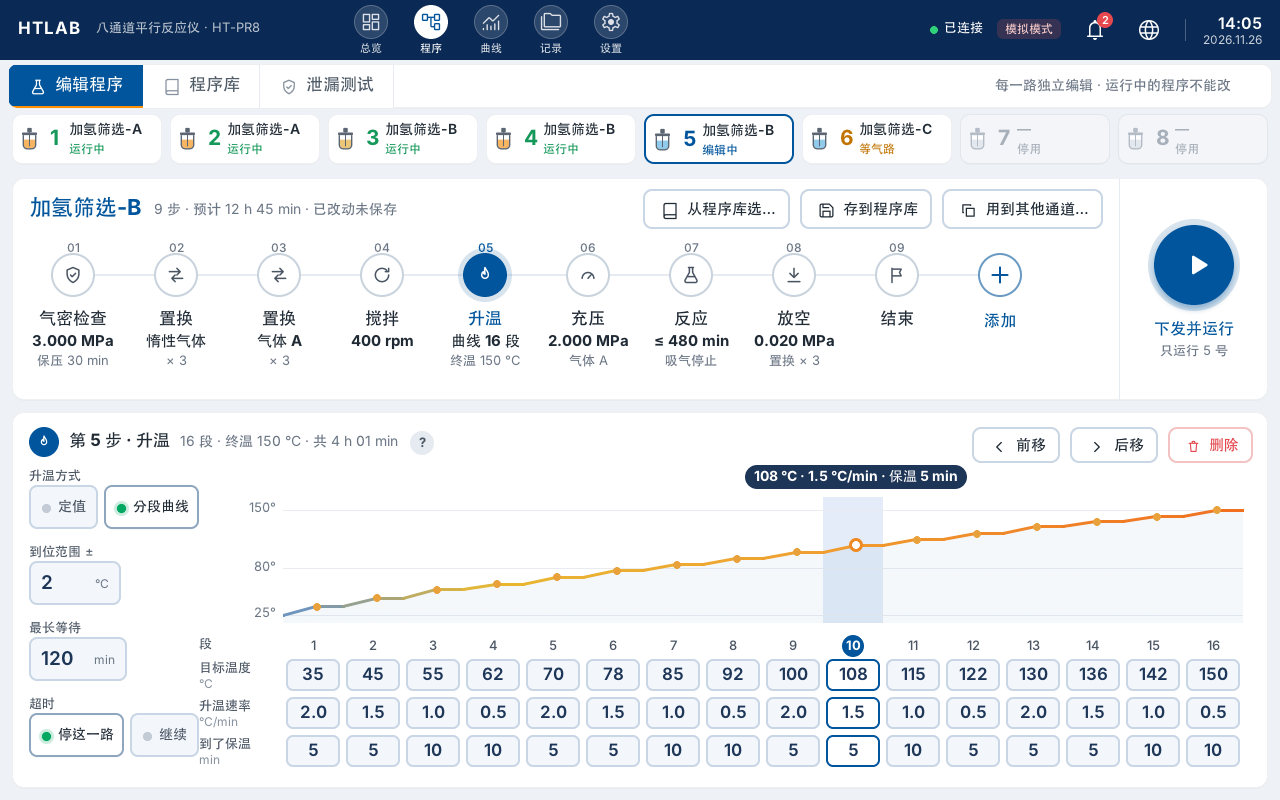 HTLAB 八通道平行反应仪 · HT-PR8
总览 程序 曲线 记录 设置
已连接 模拟模式 2 14:05
2026.11.26
编辑程序 程序库 泄漏测试 每一路独立编辑 · 运行中的程序不能改
1 加氢筛选-A 运行中
2 加氢筛选-A 运行中
3 加氢筛选-B 运行中
4 加氢筛选-B 运行中
5 加氢筛选-B 编辑中
6 加氢筛选-C 等气路
7 — 停用
8 — 停用
加氢筛选-B 9 步 · 预计 12 h 45 min · 已改动未保存 从程序库选... 存到程序库 用到其他通道...
01 02 03 04 05 06 07 08 09
气密检查 置换 置换 搅拌 升温 充压 反应 放空 结束 添加
3.000 MPa 惰性气体 气体 A 400 rpm 曲线 16 段 2.000 MPa ≤ 480 min 0.020 MPa
保压 30 min × 3 × 3 终温 150 °C 气体 A 吸气停止 置换 × 3
下发并运行
只运行 5 号
第 5 步 · 升温 16 段 · 终温 150 °C · 共 4 h 01 min ? 前移 后移 删除
升温方式
定值 分段曲线
到位范围 ±
2 °C
最长等待
120 min
超时
停这一路 继续
108 °C · 1.5 °C/min · 保温 5 min
150°
80°
25°
段 1 2 3 4 5 6 7 8 9 10 11 12 13 14 15 16
目标温度 °C 35 45 55 62 70 78 85 92 100 108 115 122 130 136 142 150
升温速率 °C/min 2.0 1.5 1.0 0.5 2.0 1.5 1.0 0.5 2.0 1.5 1.0 0.5 2.0 1.5 1.0 0.5
到了保温 min 5 5 10 10 5 5 10 10 5 5 10 5 5 5 10 10